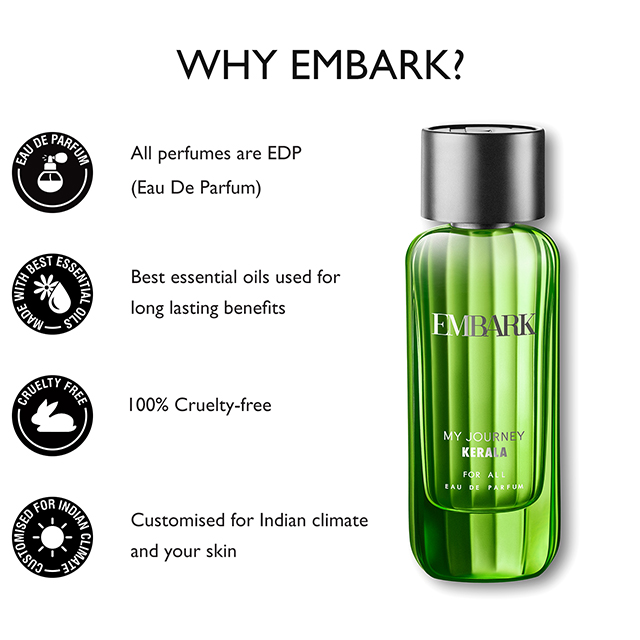 WHY EMBARK?
EAU DE PARFUM
All perfumes are EDP
(Eau De Parfum)
MADE WITH BEST ESSENTIAL OILS
Best essential oils used for
long lasting benefits
CRUELTY FREE
100% Cruelty-free
CUSTOMISED FOR INDIAN CLIMATE
Customised for Indian climate
and your skin
EMBARK
MY JOURNEY
KERALA
FOR ALL
EAU DE PARFUM